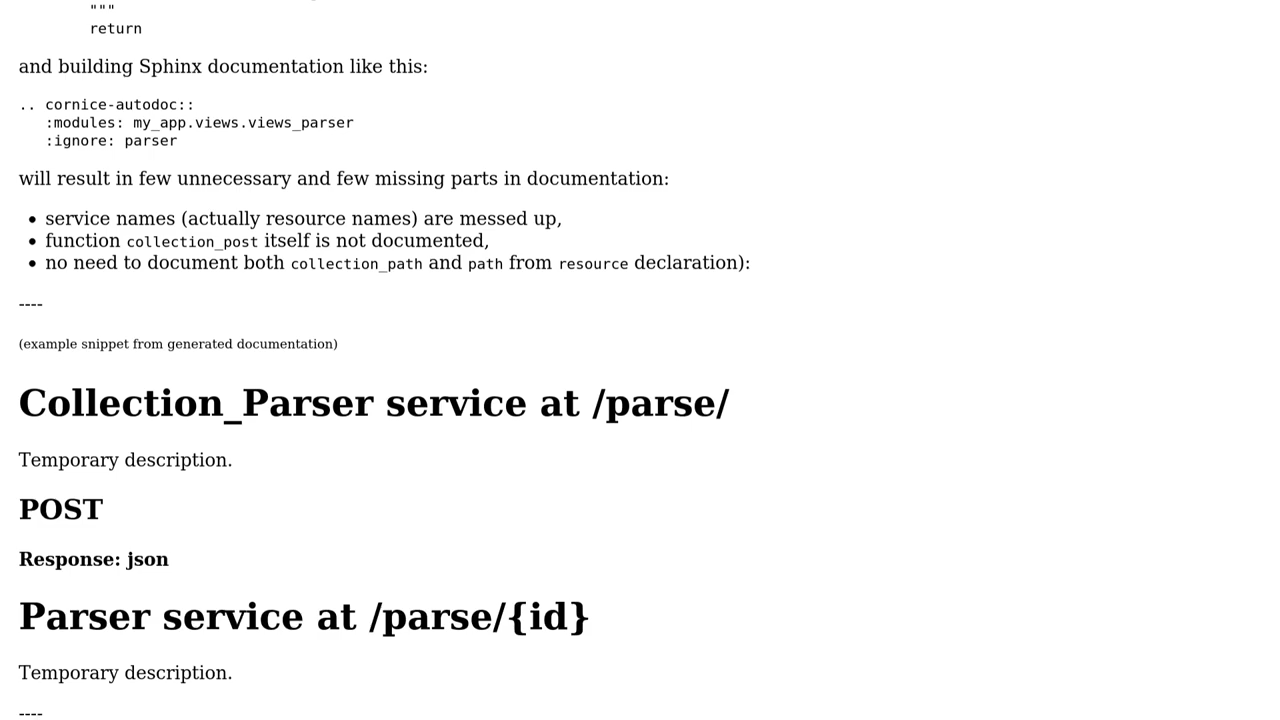 """
return
and building Sphinx documentation like this:
.. cornice-autodoc::
:modules: my_app.views.views_parser
:ignore: parser
will result in few unnecessary and few missing parts in documentation:
• service names (actually resource names) are messed up,
• function collection_post itself is not documented,
• no need to document both collection_path and path from resource declaration):
----
(example snippet from generated documentation)
Collection_Parser service at /parse/
Temporary description.
POST
Response: json
Parser service at /parse/{id}
Temporary description.
----